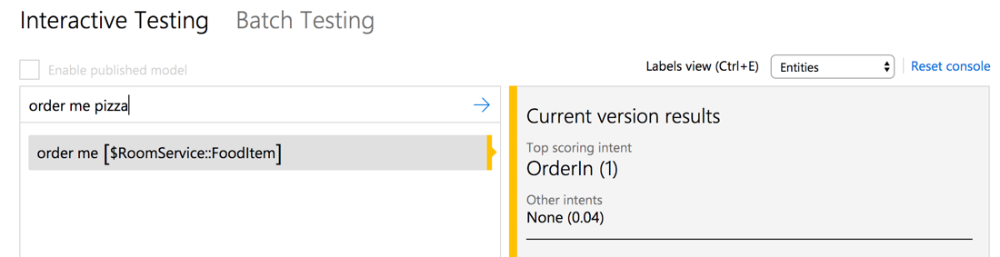 Interactive Testing Batch Testing
Enable published model
Labels view (Ctrl+E) Entities Reset console
order me pizza
order me [$RoomService::FoodItem]
Current version results
Top scoring intent
OrderIn (1)
Other intents
None (0.04)